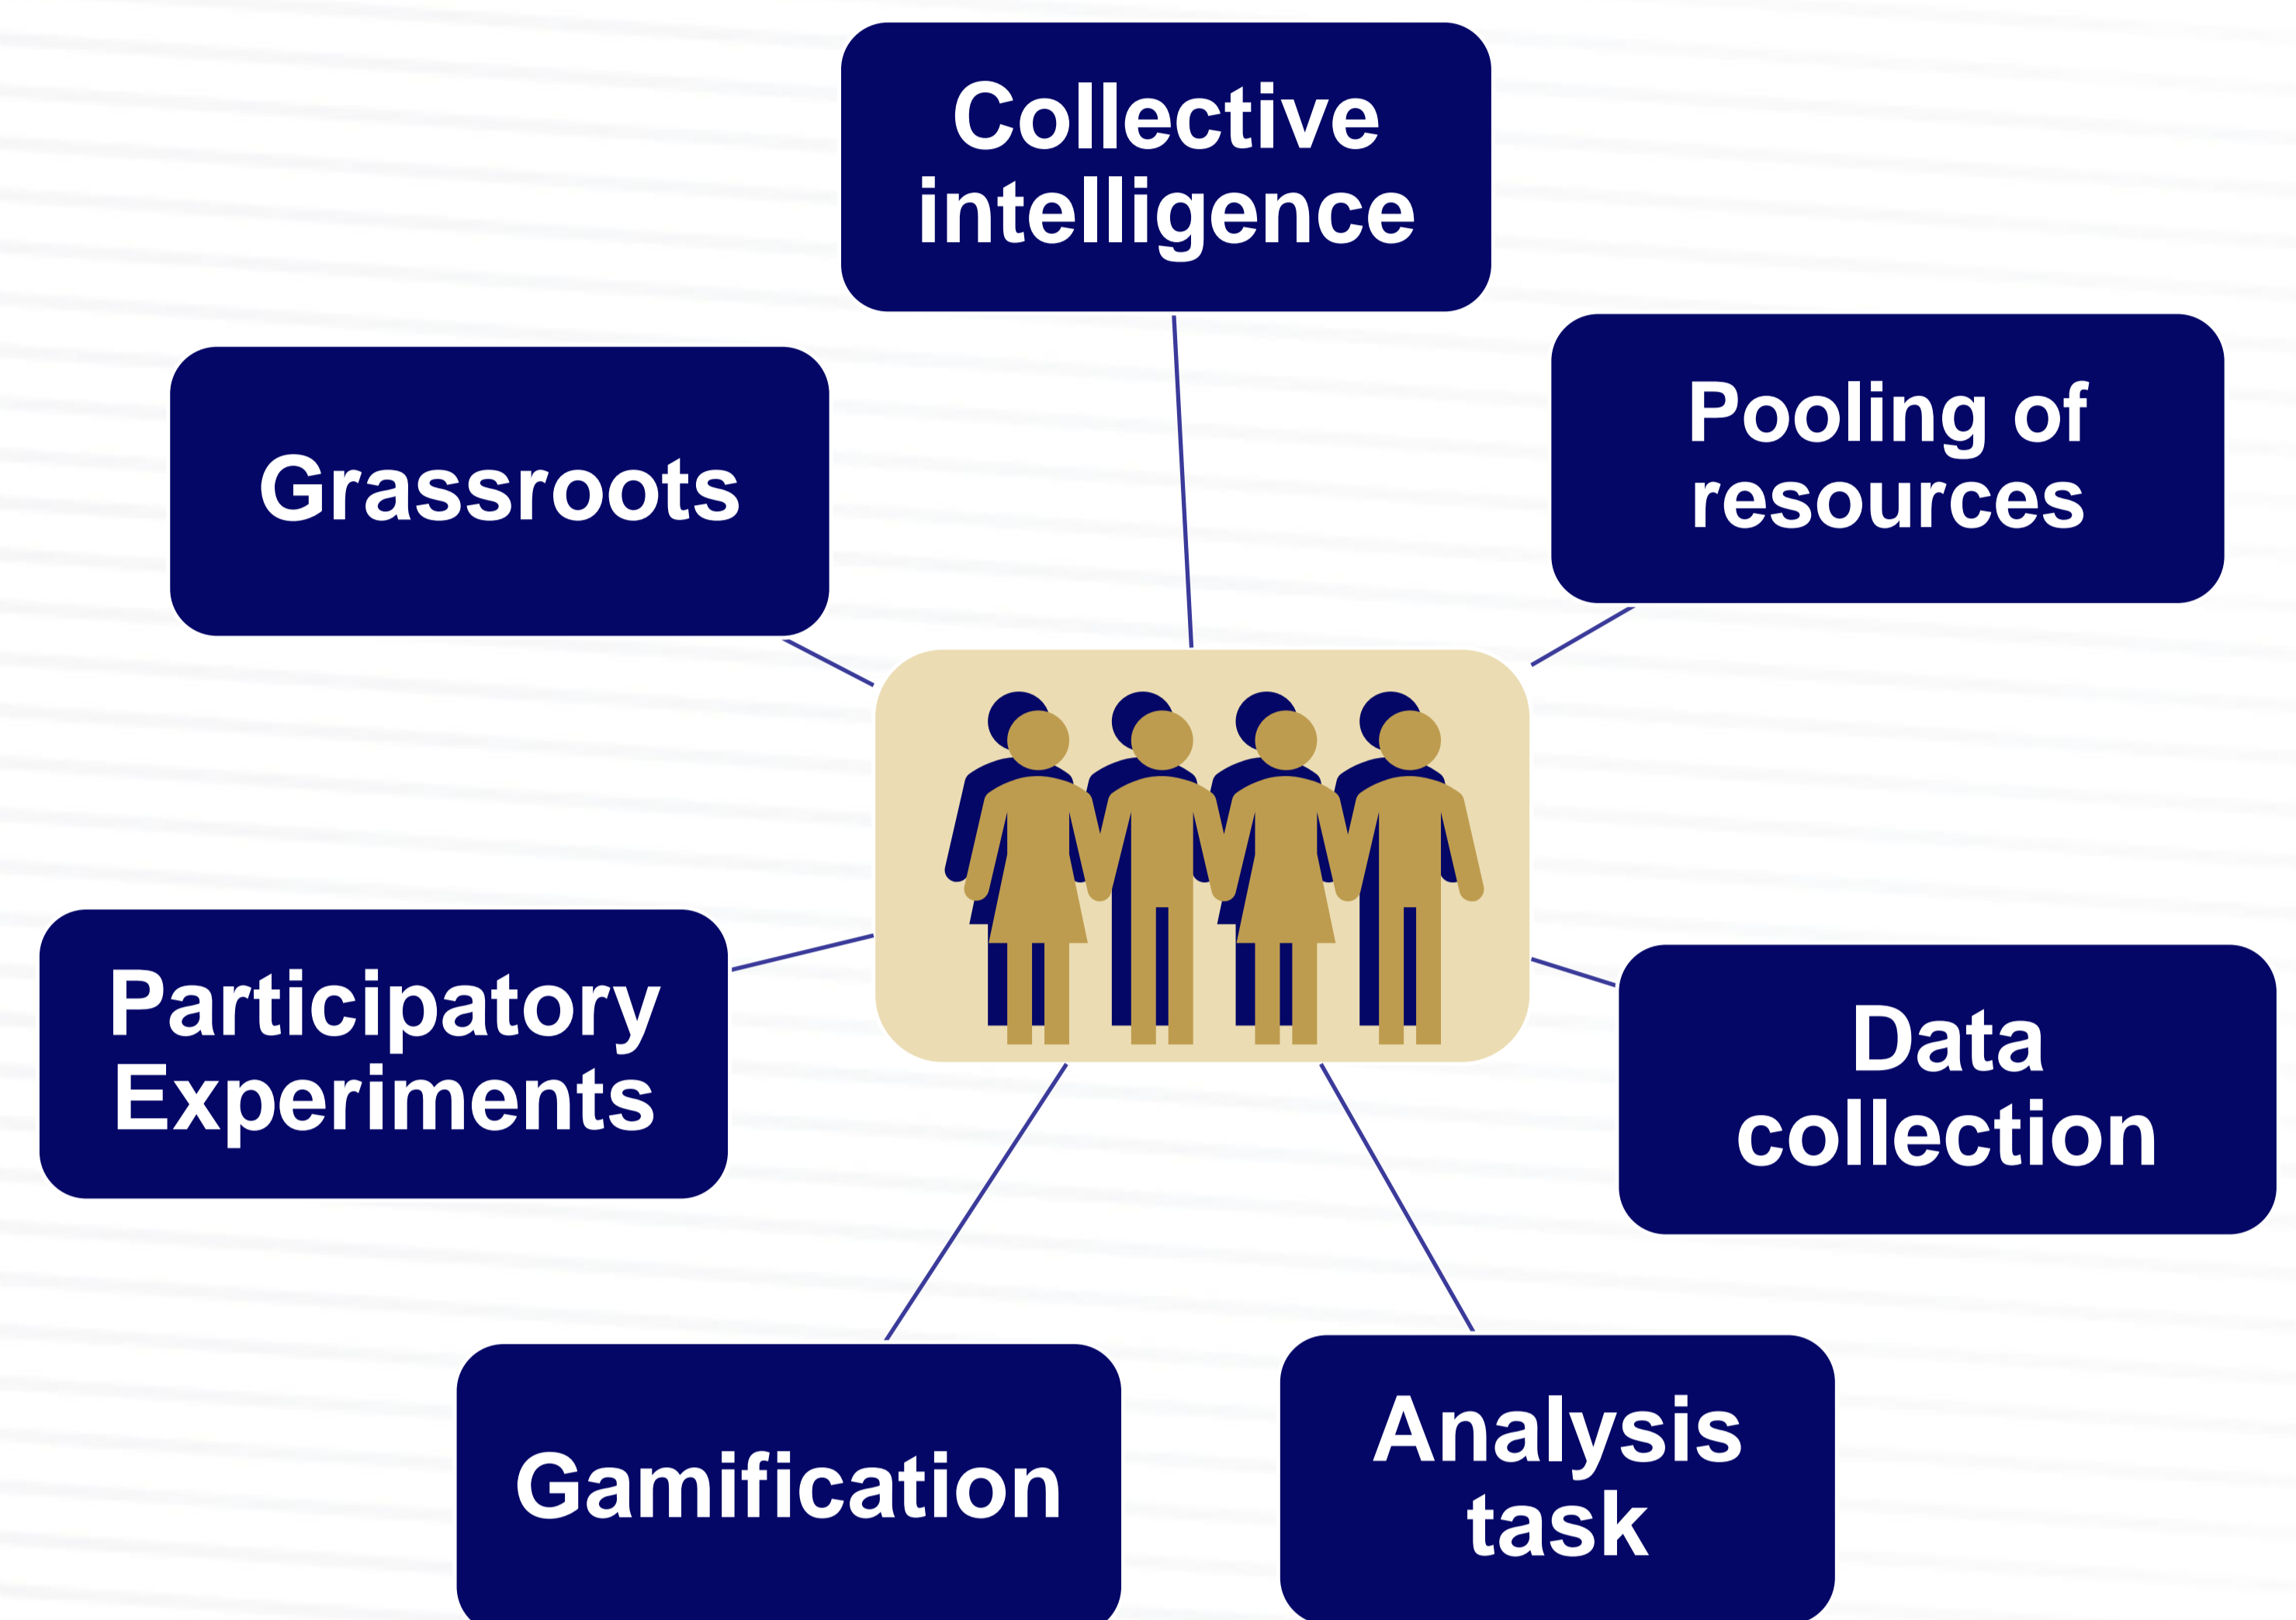 Collective
intelligence
Pooling of
resources
Grassroots
Participatory
Experiments
Data
collection
Gamification
Analysis
task